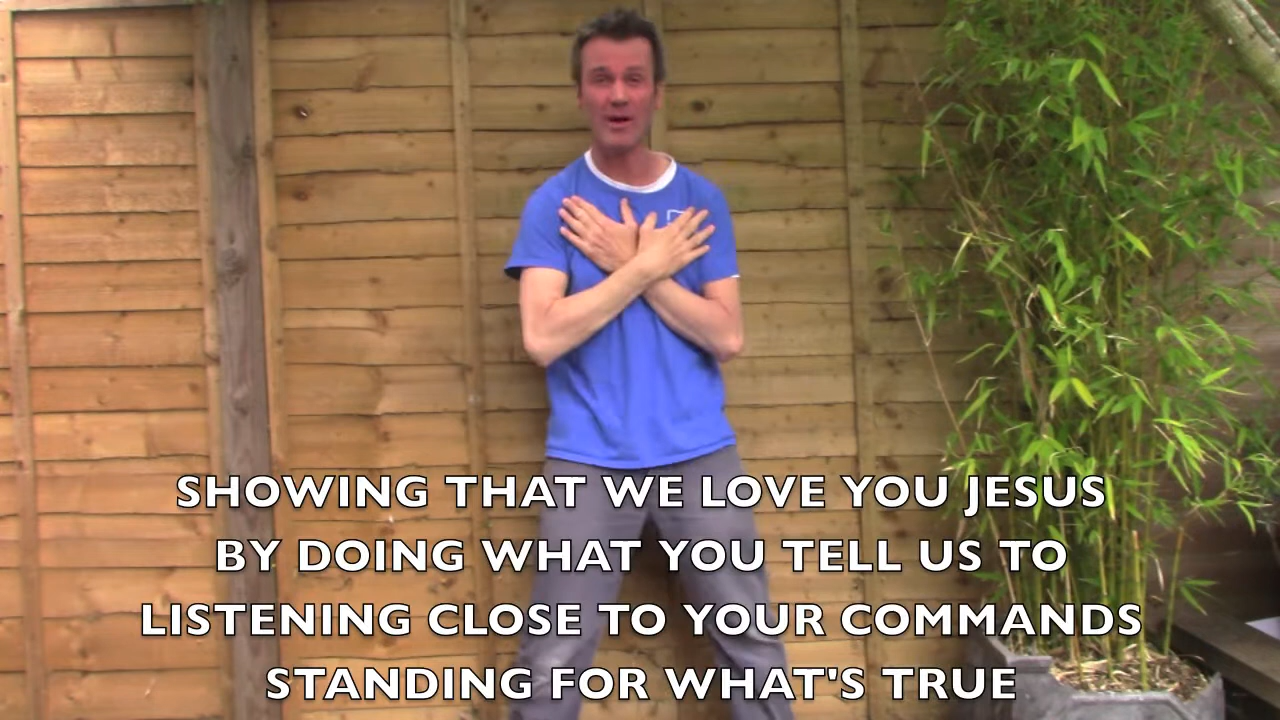 SHOWING THAT WE LOVE YOU JESUS
BY DOING WHAT YOU TELL US TO
LISTENING CLOSE TO YOUR COMMANDS
STANDING FOR WHAT'S TRUE